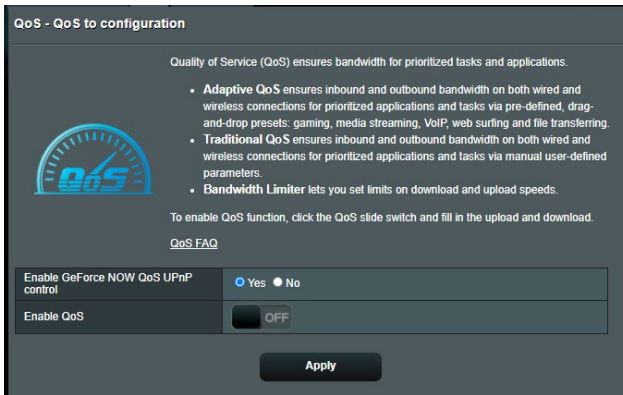 QoS - QoS to configuration
Quality of Service (QoS) ensures bandwidth for prioritized tasks and applications.
• Adaptive QoS ensures inbound and outbound bandwidth on both wired and
wireless connections for prioritized applications and tasks via pre-defined, drag-
and-drop presets: gaming, media streaming, VoIP, web surfing and file transferring.
• Traditional QoS ensures inbound and outbound bandwidth on both wired and
wireless connections for prioritized applications and tasks via manual user-defined
parameters.
• Bandwidth Limiter lets you set limits on download and upload speeds.
QoS
To enable QoS function, click the QoS slide switch and fill in the upload and download.
QoS FAQ
Enable GeForce NOW QoS UPnP
control
Yes No
Enable QoS
OFF
Apply